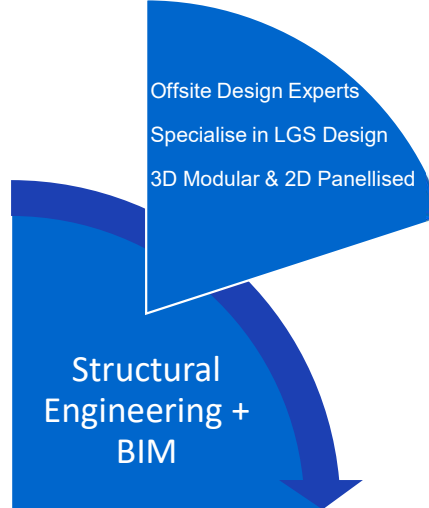 Offsite Design Experts
Specialise in LGS Design
3D Modular & 2D Panellised
Structural
Engineering +
BIM